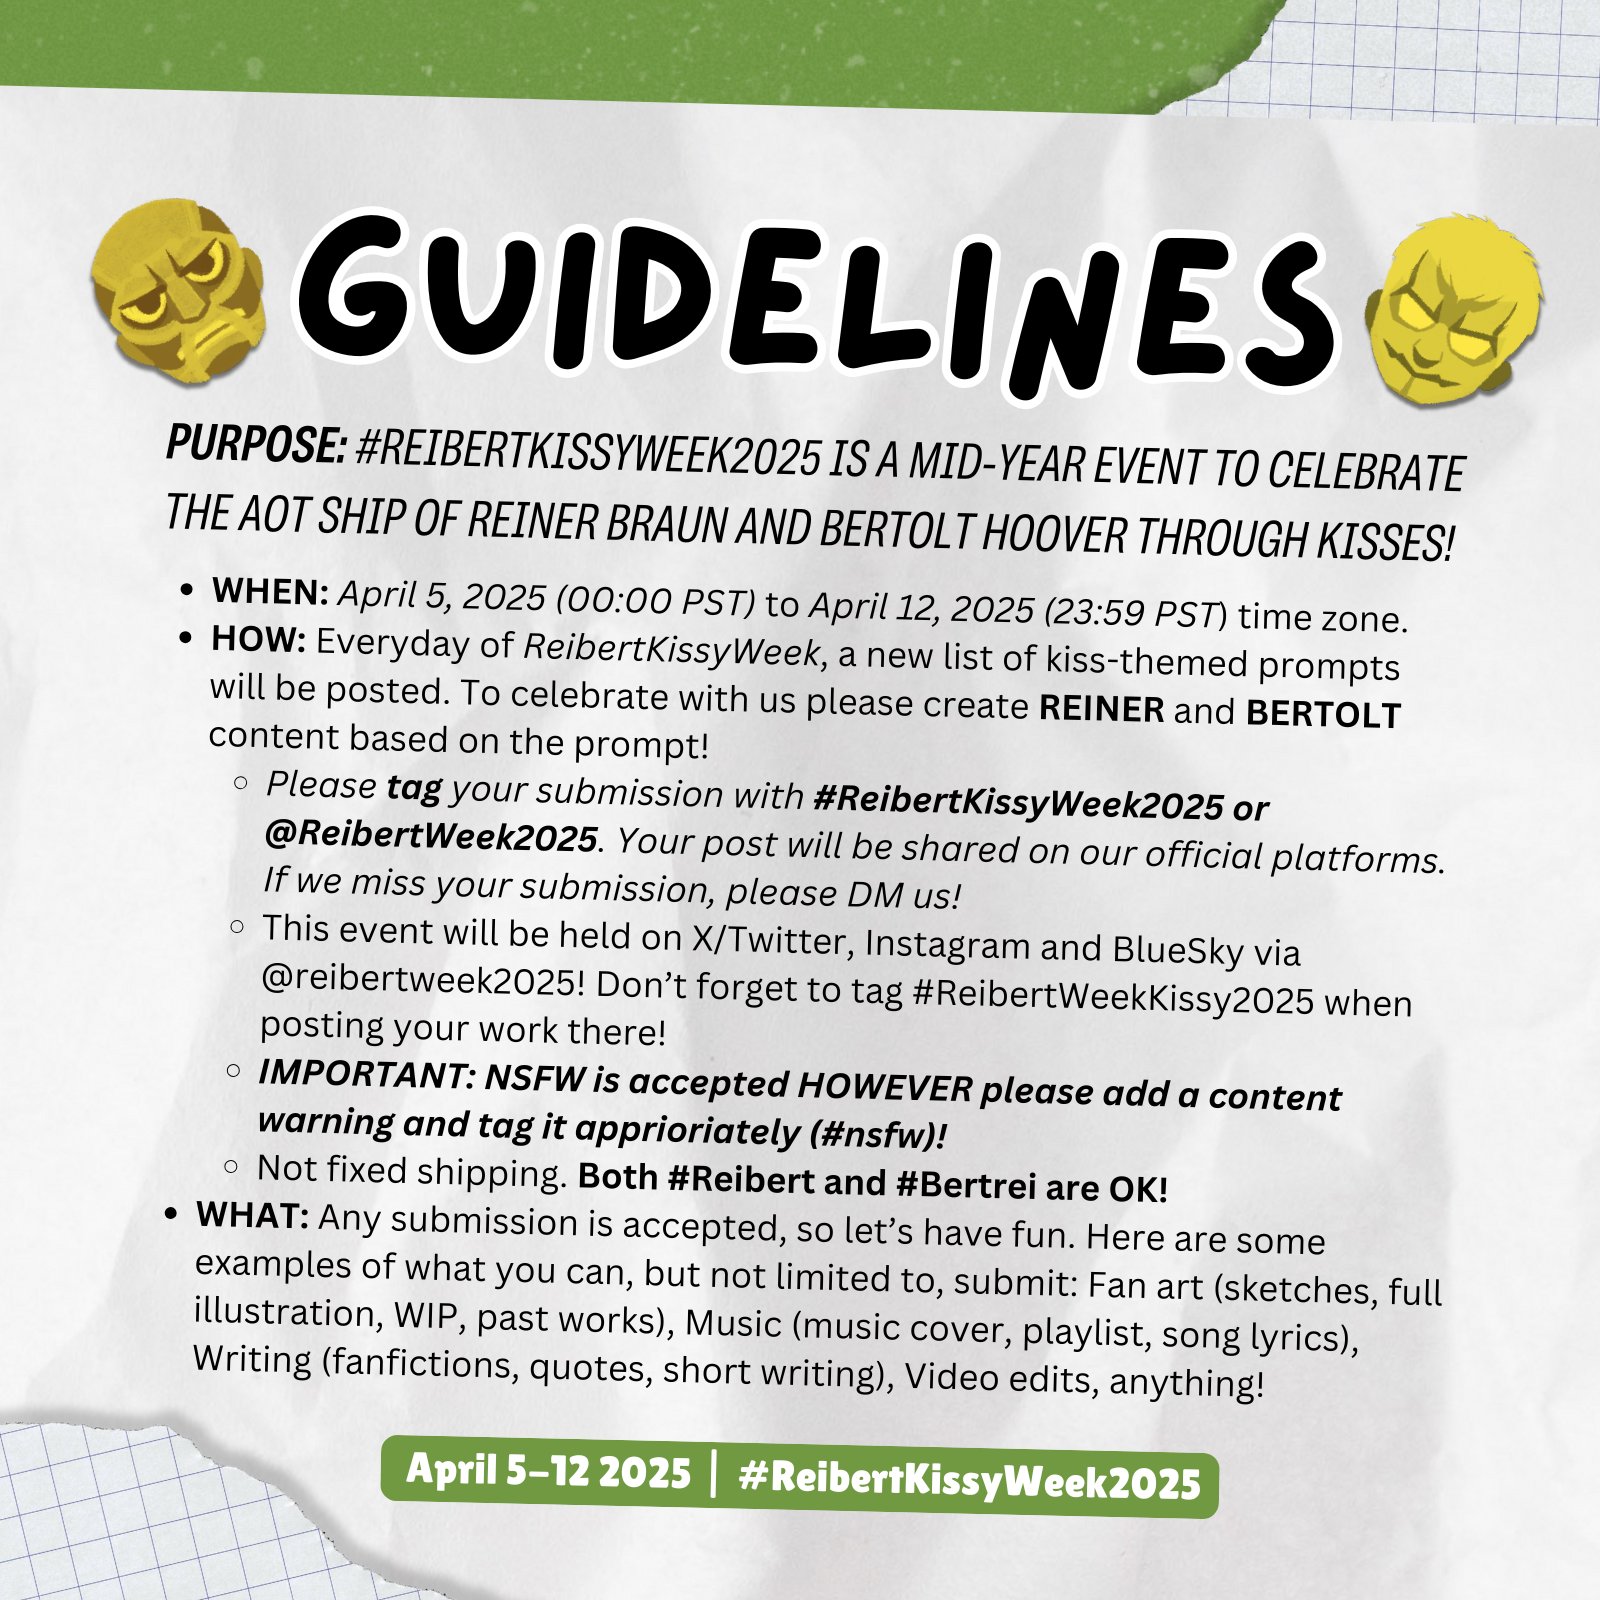 GUIDELINES
PURPOSE: #REIBERTKISSYWEEK2025 IS A MID-YEAR EVENT TO CELEBRATE
THE AOT SHIP OF REINER BRAUN AND BERTOLT HOOVER THROUGH KISSES!
• WHEN: April 5, 2025 (00:00 PST) to April 12, 2025 (23:59 PST) time zone.
• HOW: Everyday of ReibertKissyWeek, a new list of kiss-themed prompts
will be posted. To celebrate with us please create REINER and BERTOLT
content based on the prompt!
◦ Please tag your submission with #ReibertKissyWeek2025 or
@ReibertWeek2025. Your post will be shared on our official platforms.
If we miss your submission, please DM us!
◦ This event will be held on X/Twitter, Instagram and BlueSky via
@reibertweek2025! Don’t forget to tag #ReibertWeekKissy2025 when
posting your work there!
◦ IMPORTANT: NSFW is accepted HOWEVER please add a content
warning and tag itapprioriately (#nsfw)!
◦ Not fixed shipping. Both #Reibert and #Bertrei are OK!
• WHAT: Any submission is accepted, so let’s have fun. Here are some
examples of what you can, but not limited to, submit: Fan art (sketches, full
illustration, WIP, past works), Music (music cover, playlist, song lyrics),
Writing (fanfictions, quotes, short writing), Video edits, anything!
April 5-12 2025 | #ReibertKissyWeek2025